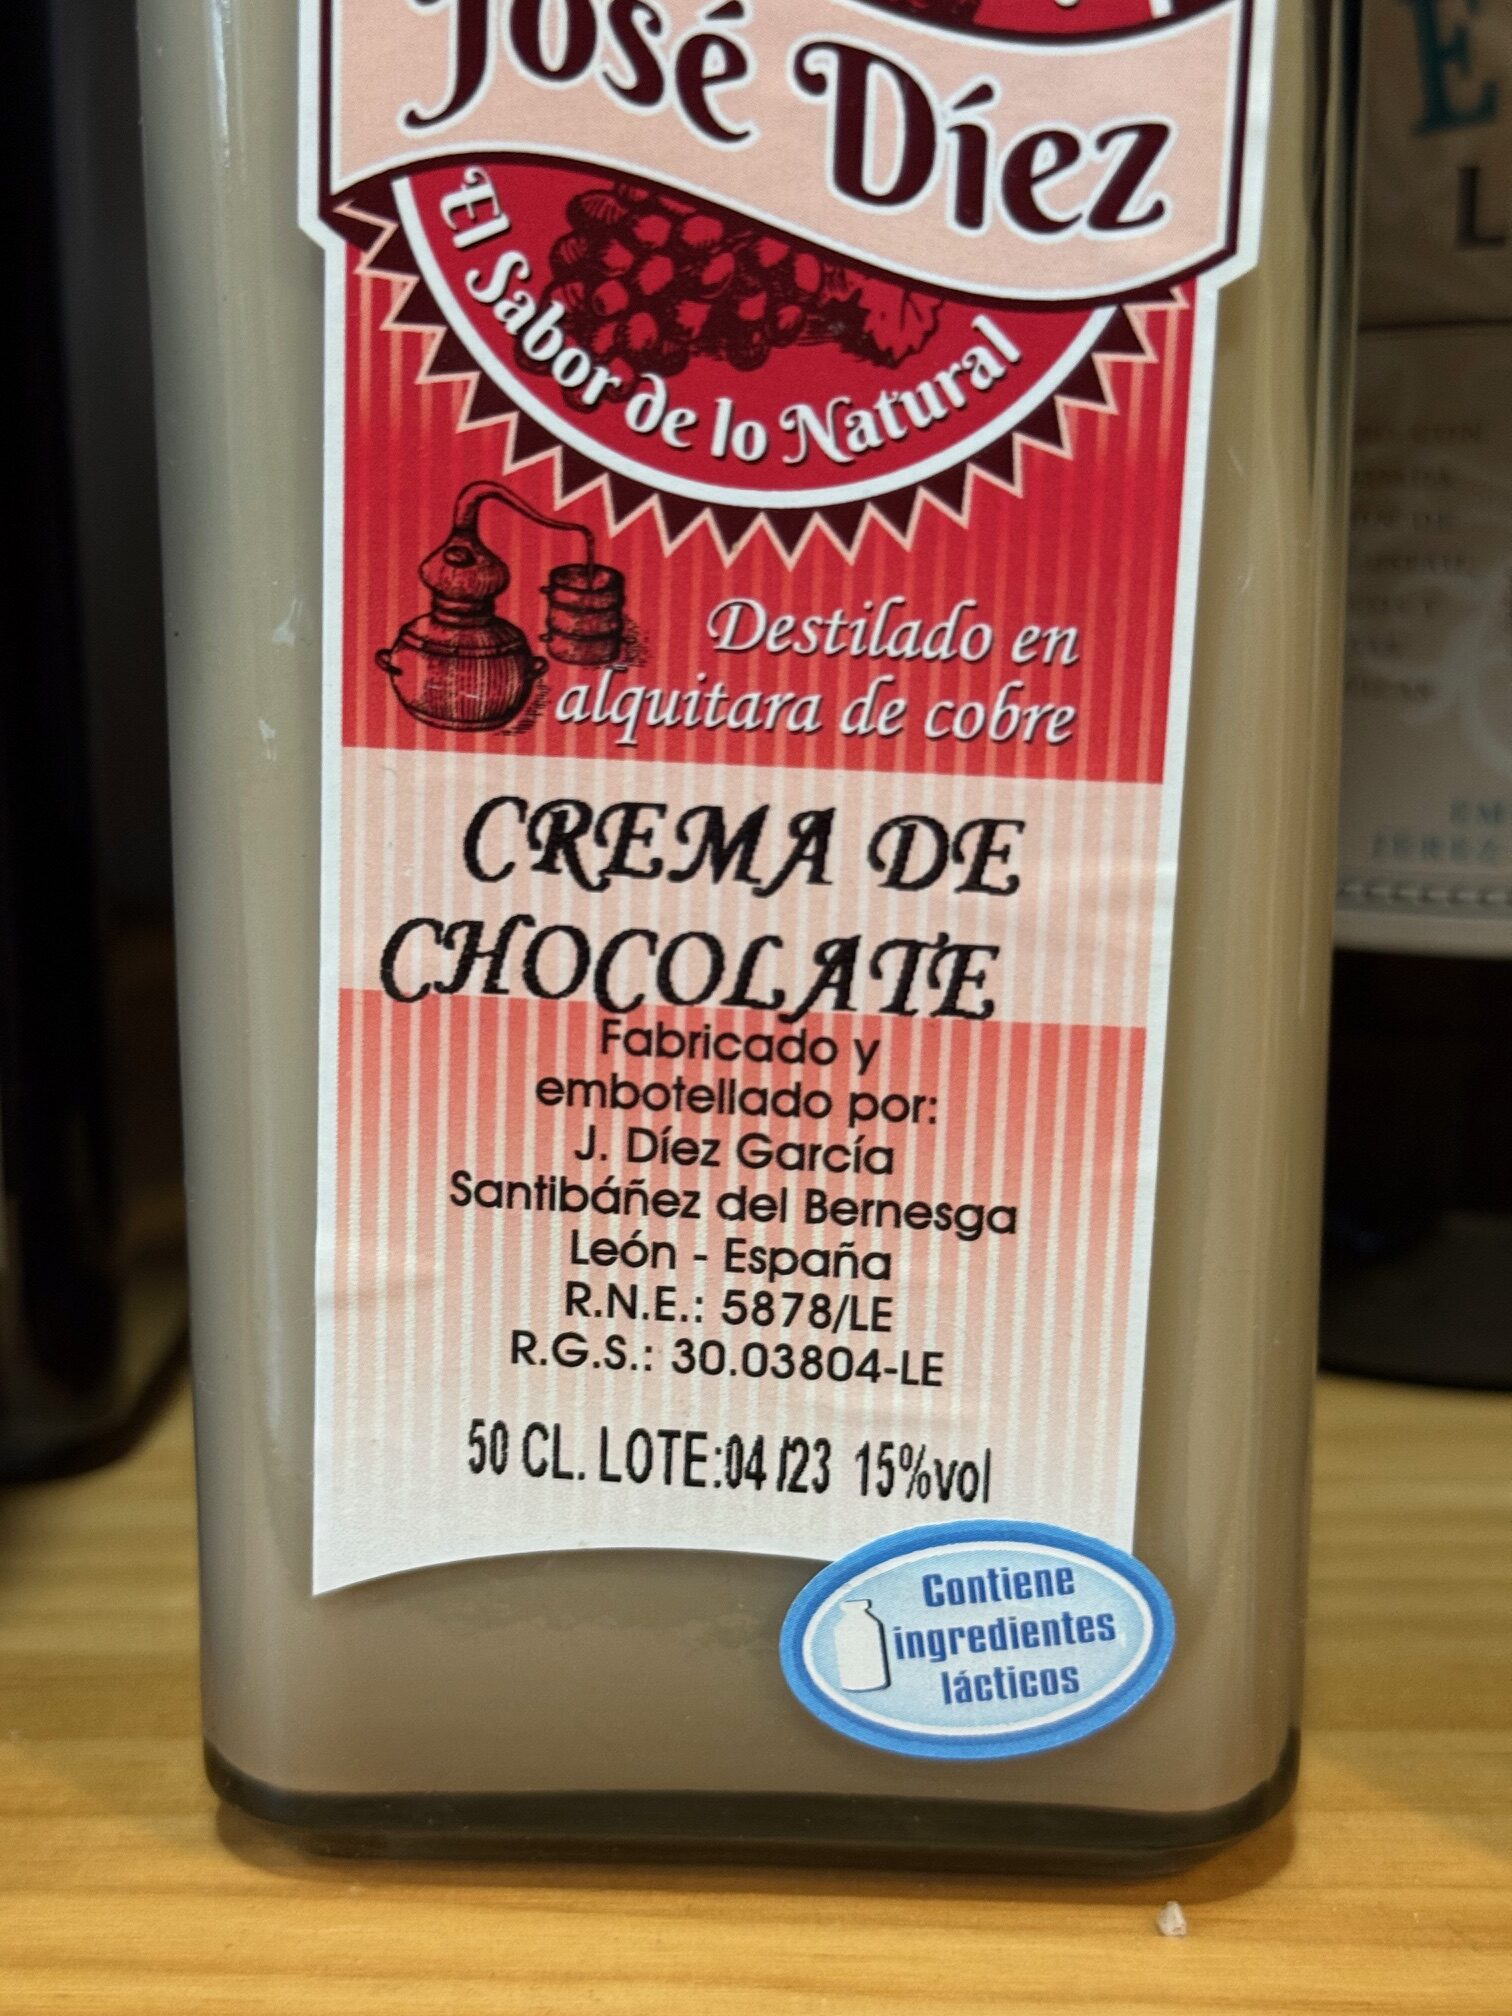 José Díez
El Sabor de lo Natural
Destilado en
alquitara de cobre
CREMA DE
CHOCOLATE
Fabricado y
embotellado por:
J. Díez García
Santibáñez del Bernesga
León - España
R.N.E.: 5878/LE
R.G.S.: 30.03804-LE
50 CL. LOTE:04/23 15%vol
Contiene
ingredientes
lácticos